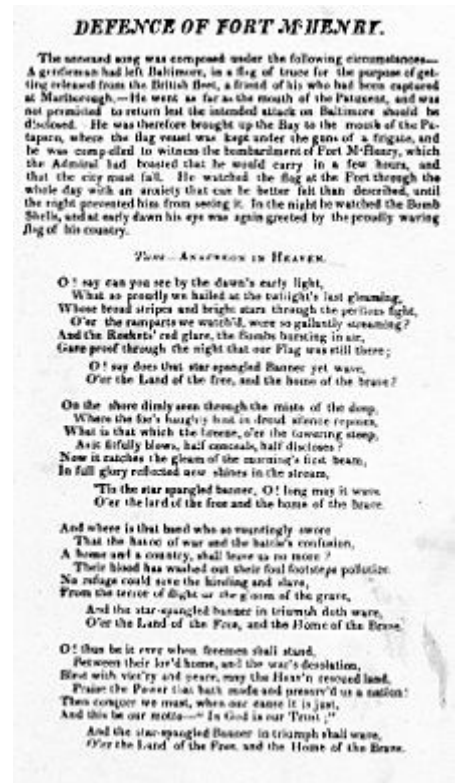 DEFENCE OF FORT M'HENRY.
The annexed song was composed under the following circumstances—
A gentleman had left Baltimore, in a flag of truce for the purpose of get-
ting released from the British fleet, a friend of his who had been captured
at Marlborough.—He went as far as the mouth of the Patuxent, and was
not permitted to return lest the intended attack on Baltimore should be
disclosed. He was therefore brought up the Bay to the mouth of the Pa-
tapsco, where the flag vessel was kept under the guns of a frigate, and
he was compelled to witness the bombardment of Fort M'Henry, which
the Admiral had boasted that he would carry in a few hours, and
that the city must fall. He watched the flag at the Fort through the
whole day with an anxiety that can be better felt than described, until
the night prevented him from seeing it. In the night he watched the Bomb
Shells, and at early dawn his eye was again greeted by the proudly waving
flag of his country.
Tune—ANACREON IN HEAVEN.
O! say can you see by the dawn's early light,
What so proudly we hailed at the twilight's last gleaming,
Whose broad stripes and bright stars through the perilous fight,
O'er the ramparts we watch'd, were so gallantly streaming?
And the Rockets' red glare, the Bombs bursting in air,
Gave proof through the night that our Flag was still there;
O! say does that star spangled Banner yet wave,
O'er the Land of the free, and the home of the brave?
On the shore dimly seen through the mists of the deep,
Where the foe's haughty host in dread silence reposes,
What is that which the breeze, o'er the towering steep,
As it fitfully blows, half conceals, half discloses?
Now it catches the gleam of the morning's first beam,
In full glory reflected new shines in the stream,
'Tis the star spangled banner, O! long may it wave
O'er the land of the free and the home of the brave.
And where is that band who so vauntingly swore
That the havoc of war and the battle's confusion,
A home and a country, shall leave us no more?
Their blood has washed out their foul footsteps pollution.
No refuge could save the hireling and slave,
From the terror of flight or the gloom of the grave,
And the star-spangled banner in triumph doth wave,
O'er the Land of the Free, and the Home of the Brave.
O! thus be it ever when freemen shall stand,
Between their lov'd home, and the war's desolation,
Blest with vict'ry and peace, may the Heav'n rescued land,
Praise the Power that hath made and preserv'd us a nation!
Then conquer we must, when our cause it is just,
And this be our motto—"In God is our Trust;"
And the star-spangled Banner in triumph shall wave,
O'er the Land of the Free, and the Home of the Brave.